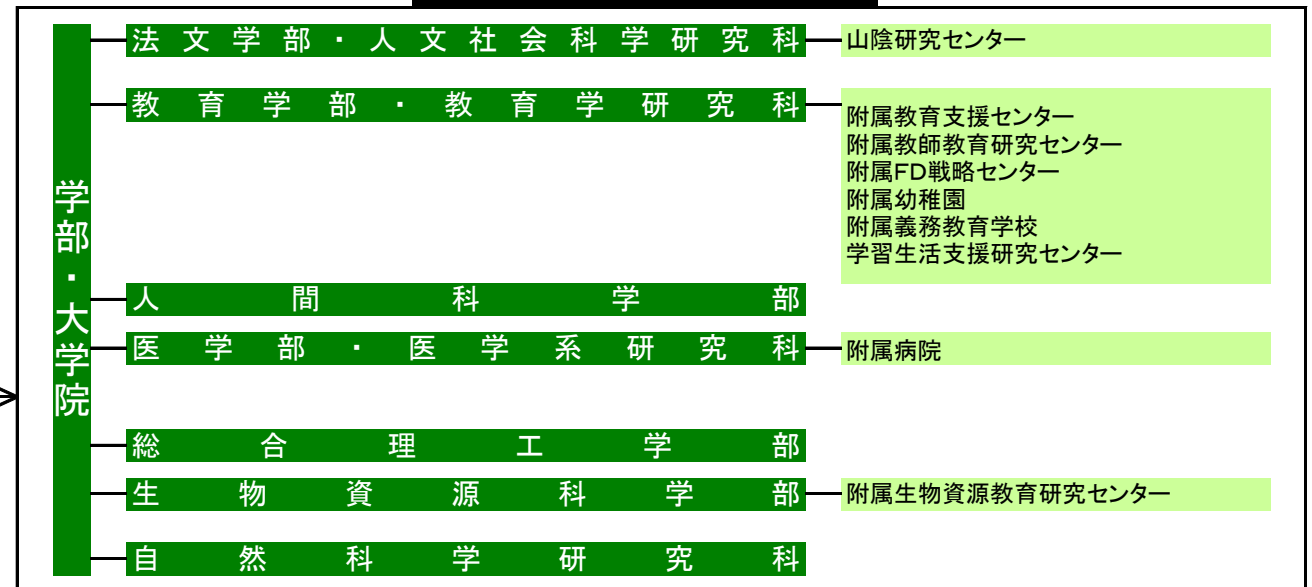 学部・大学院
法文学部・人文社会科学研究科
山陰研究センター
教育学部・教育学研究科
附属教育支援センター
附属教師教育研究センター
附属FD戦略センター
附属幼稚園
附属義務教育学校
学習生活支援研究センター
人間科学部
医学部・医学系研究科
附属病院
総合理工学部
生物資源科学部
附属生物資源教育研究センター
自然科学研究科